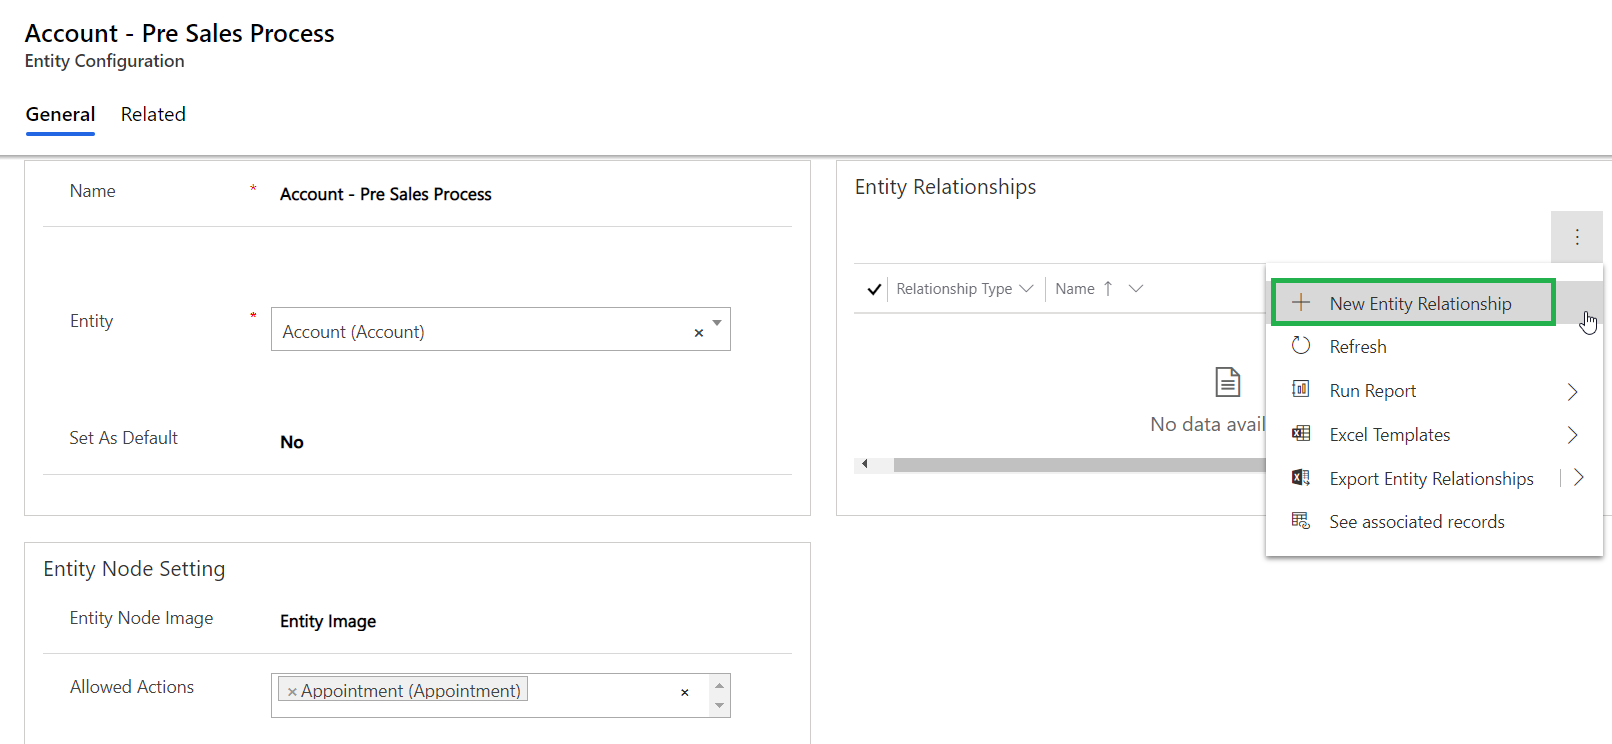 Account - Pre Sales Process
Entity Configuration
General Related
Name * Account - Pre Sales Process
Entity * Account (Account) ×
Set As Default No
Entity Relationships
Relationship Type Name ↑
No data avail
+ New Entity Relationship
Refresh
Run Report
Excel Templates
Export Entity Relationships
See associated records
Entity Node Setting
Entity Node Image Entity Image
Allowed Actions × Appointment (Appointment) ×